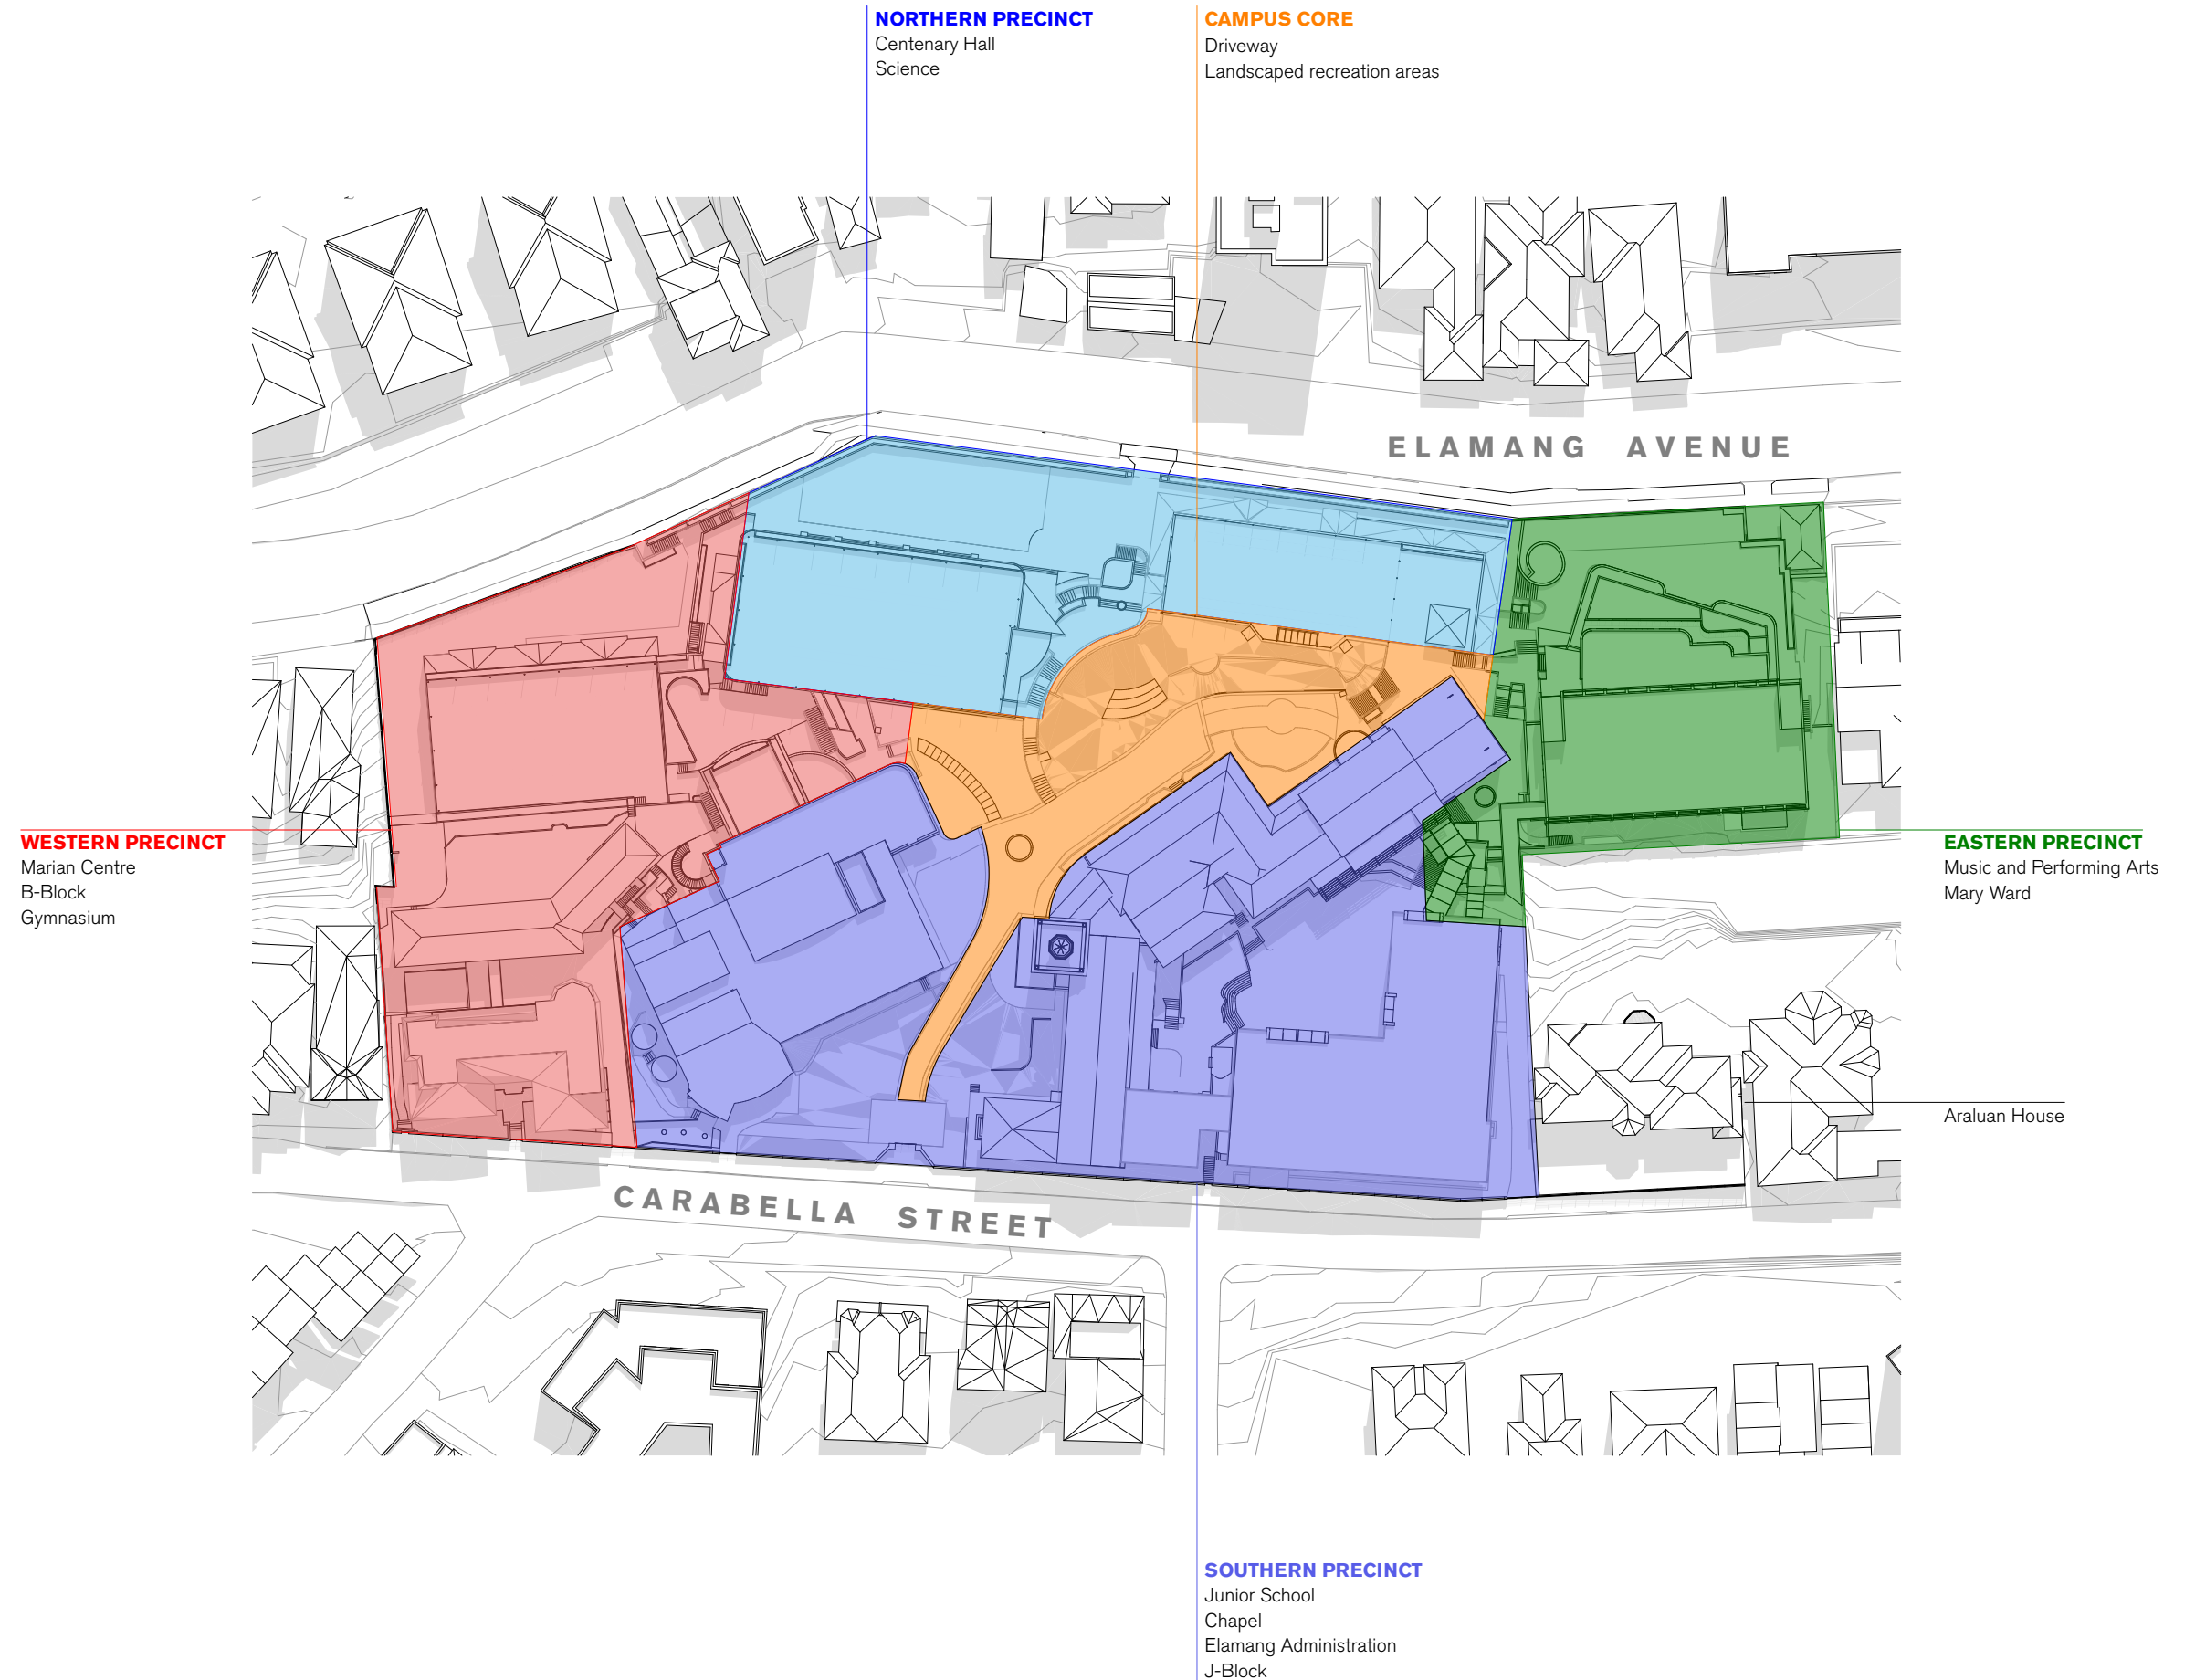 NORTHERN PRECINCT
Centenary Hall
Science
CAMPUS CORE
Driveway
Landscaped recreation areas
ELAMANG AVENUE
WESTERN PRECINCT
Marian Centre
B-Block
Gymnasium
EASTERN PRECINCT
Music and Performing Arts
Mary Ward
Araluan House
CARABELLA STREET
SOUTHERN PRECINCT
Junior School
Chapel
Elamang Administration
J-Block